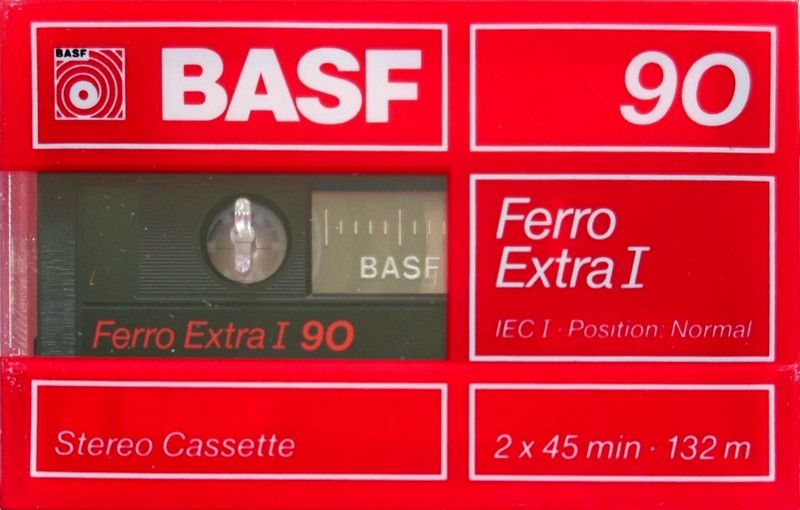 BASF
BASF
90
BASF
Ferro Extra I 90
Ferro
Extra I
IEC I · Position: Normal
Stereo Cassette
2 x 45 min · 132 m